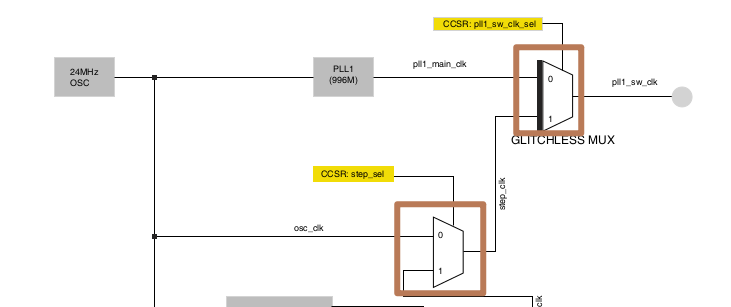 CCSR: pll1_sw_clk_sel
24MHz
OSC
PLL1
(996M)
pll1_main_clk
0
pll1_sw_clk
1
GLITCHLESS MUX
CCSR: step_sel
step_clk
osc_clk
0
1
clk